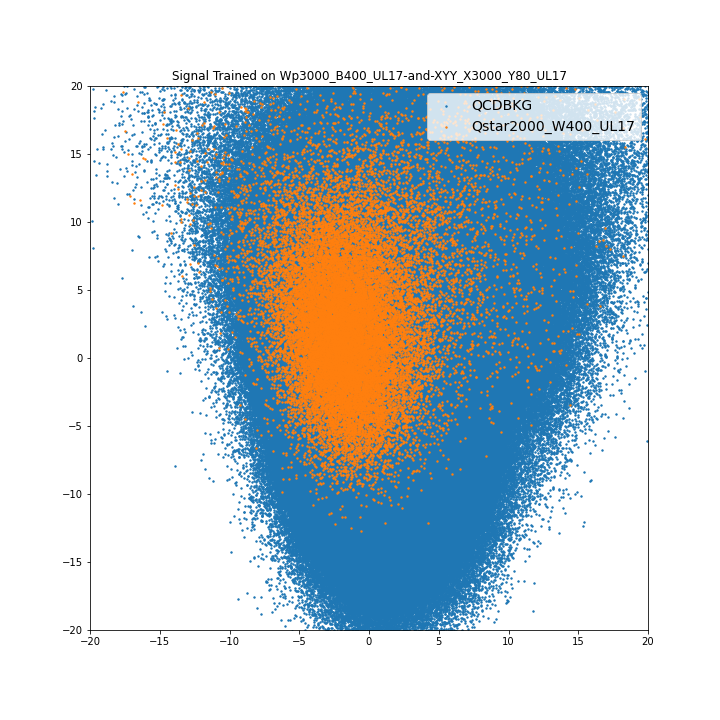 Signal Trained on Wp3000_B400_UL17-and-XYY_X3000_Y80_UL17
QCDBKG
Qstar2000_W400_UL17
20
15
10
5
0
−5
−10
−15
−20
−20 −15 −10 −5 0 5 10 15 20